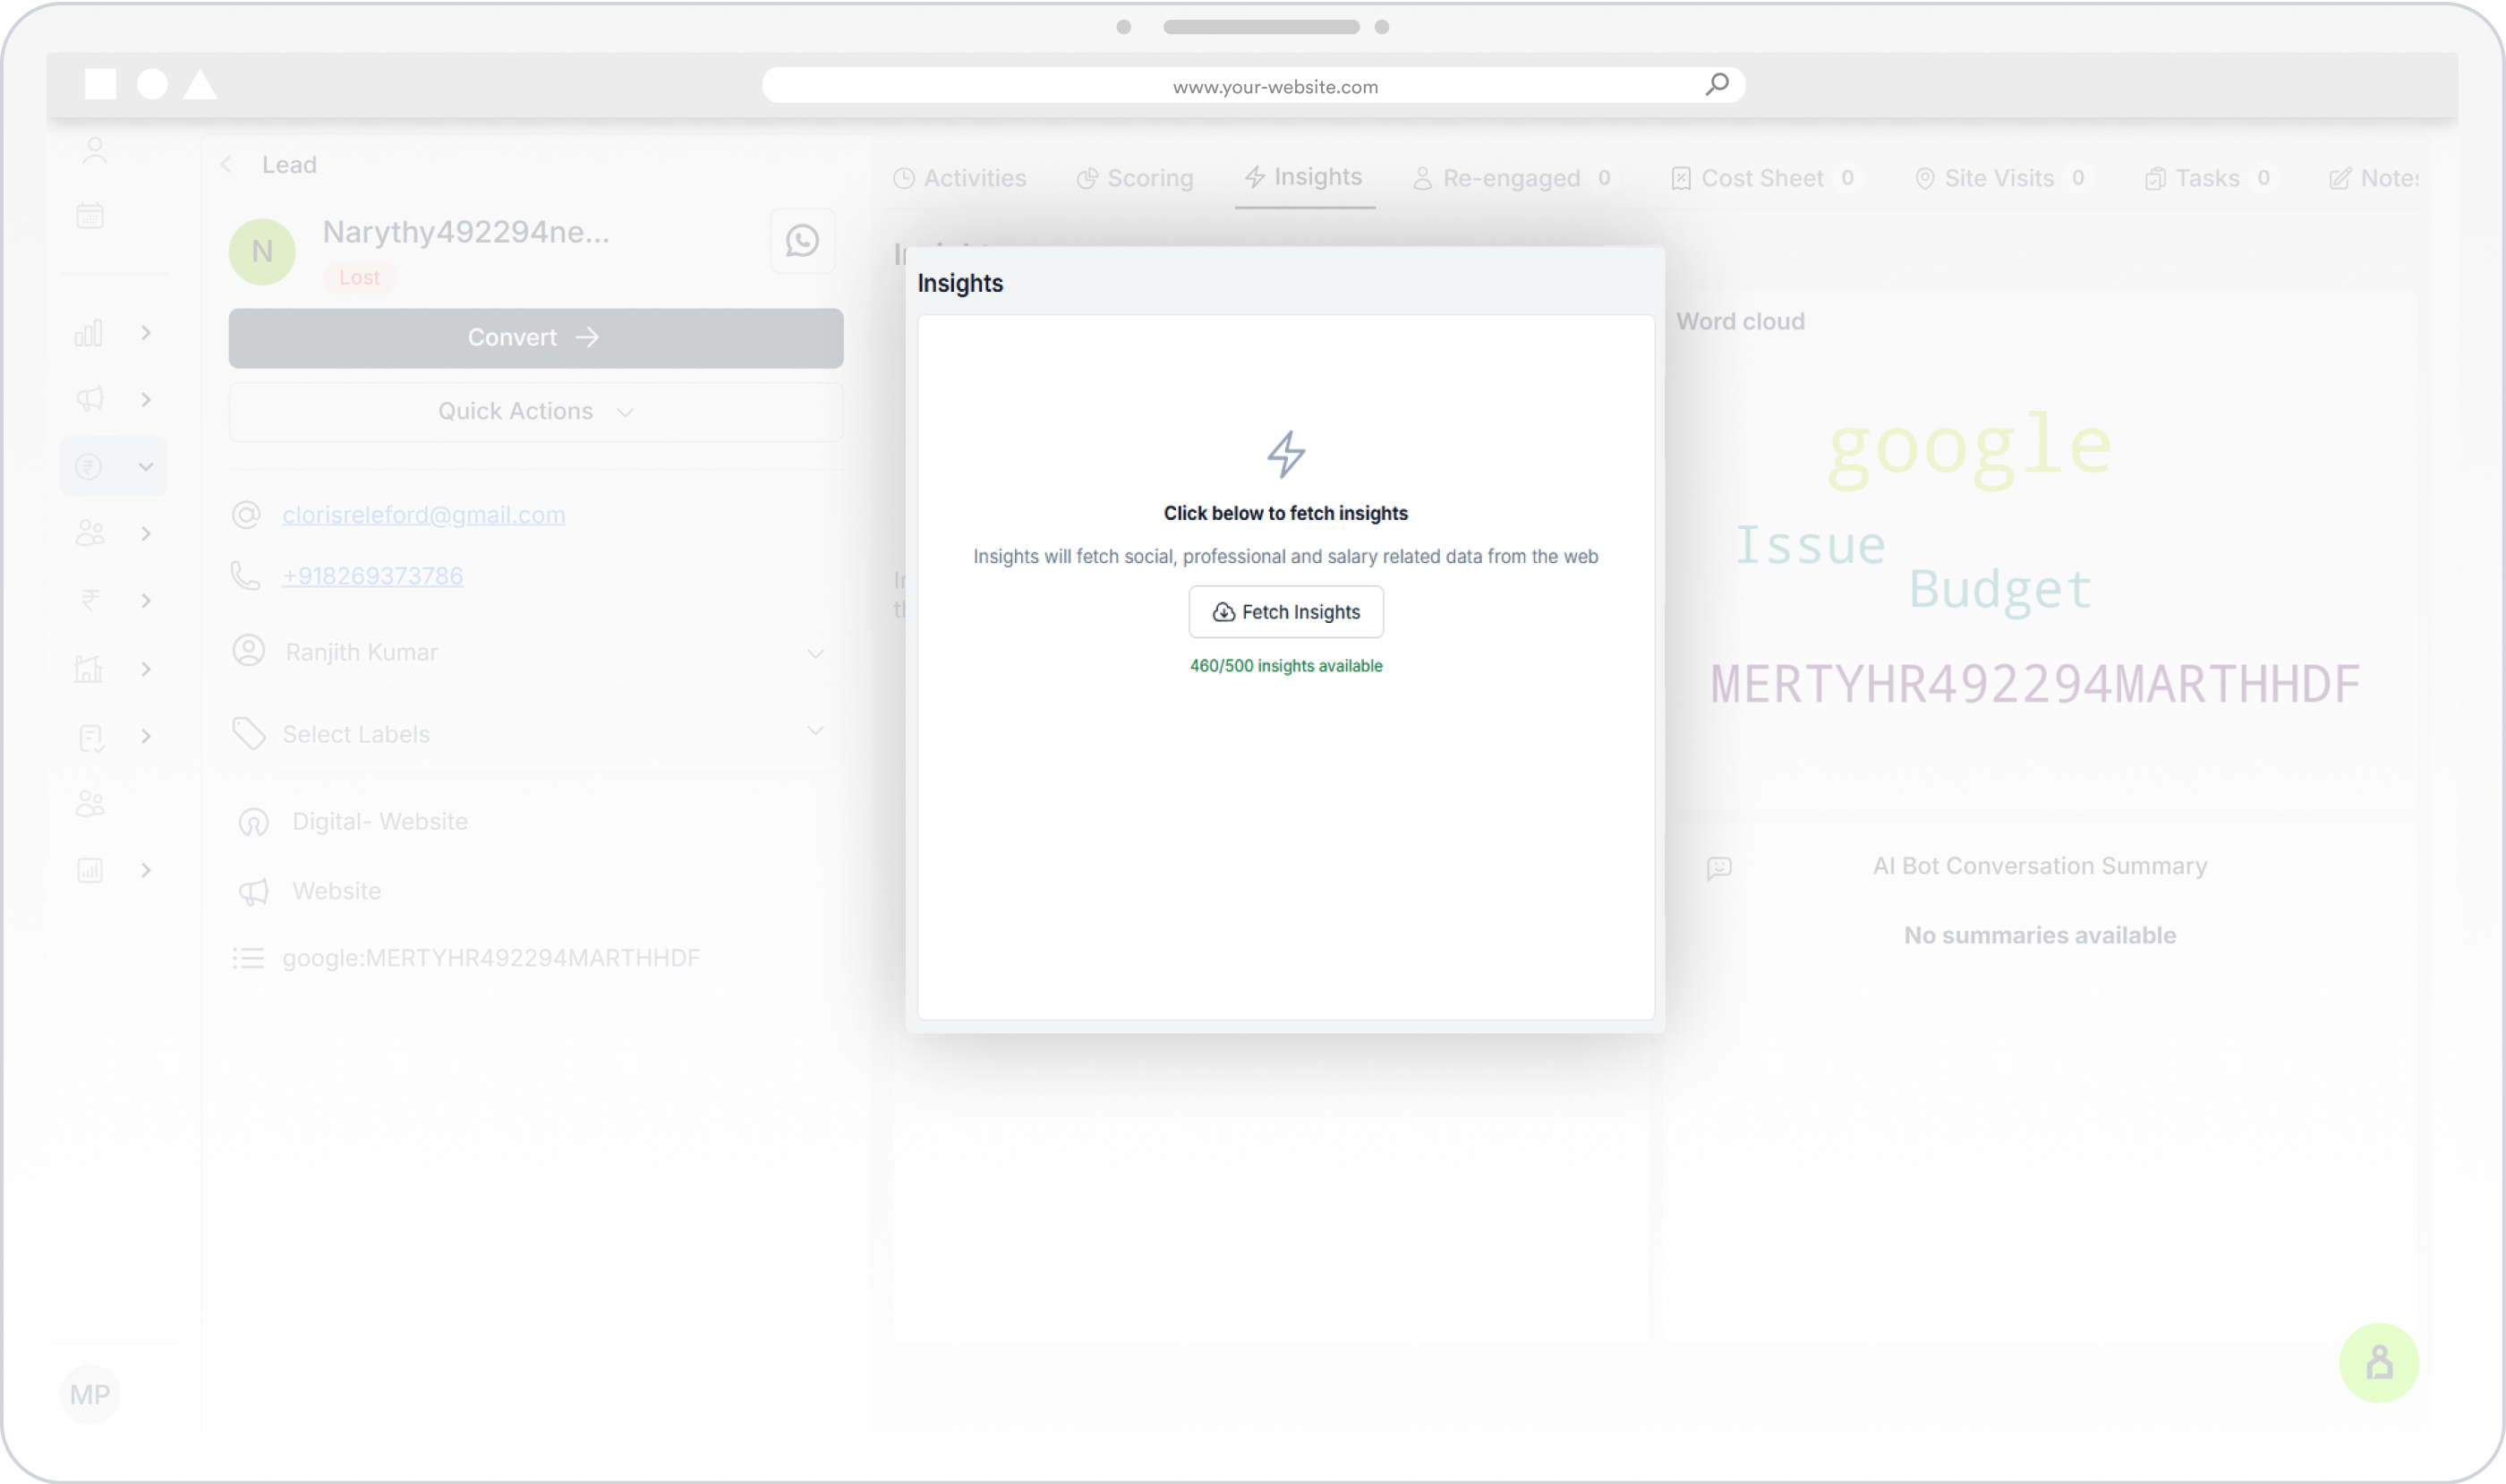 www.your-website.com
Lead
N
Narythy492294ne...
Lost
Convert
Quick Actions
clorisreleford@gmail.com
+918269373786
Ranjith Kumar
Select Labels
Digital- Website
Website
google:MERTYHR492294MARTHHDF
MP
Activities
Scoring
Insights
Re-engaged 0
Cost Sheet 0
Site Visits 0
Tasks 0
Notes
Insights
Click below to fetch insights
Insights will fetch social, professional and salary related data from the web
Fetch Insights
460/500 insights available
Word cloud
google
Issue
Budget
MERTYHR492294MARTHHDF
AI Bot Conversation Summary
No summaries available